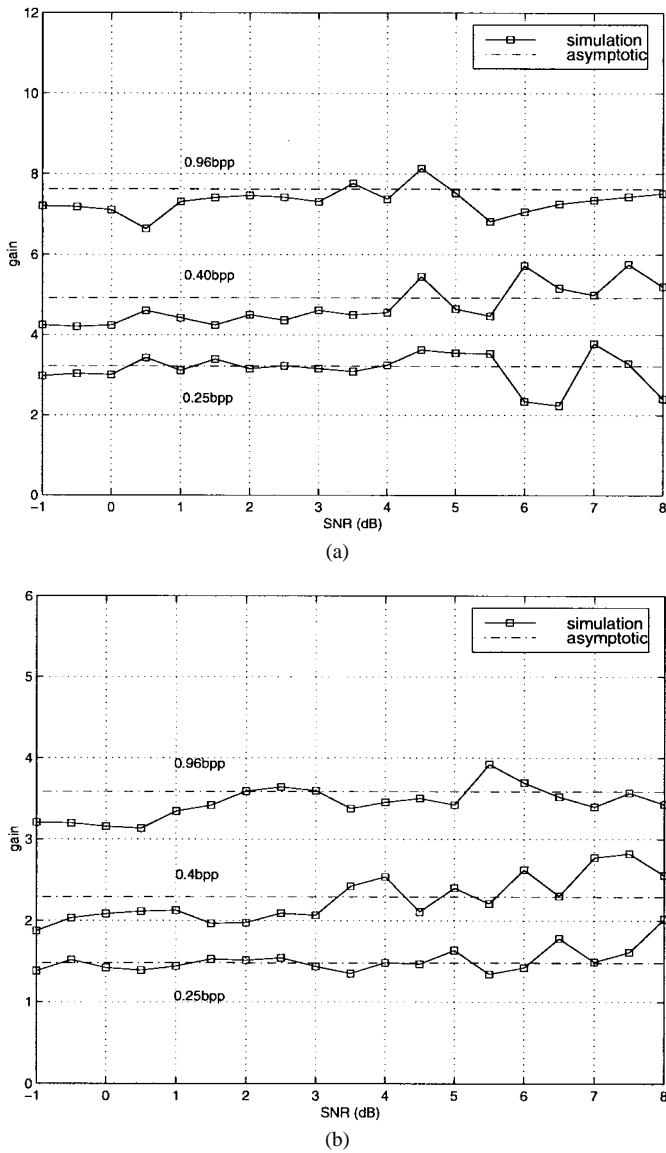 12
10
8
6
4
2
0
gain
simulation
asymptotic
0.96bpp
0.40bpp
0.25bpp
−1 0 1 2 3 4 5 6 7 8
SNR (dB)
(a)
6
5
4
3
2
1
0
gain
simulation
asymptotic
0.96bpp
0.4bpp
0.25bpp
−1 0 1 2 3 4 5 6 7 8
SNR (dB)
(b)